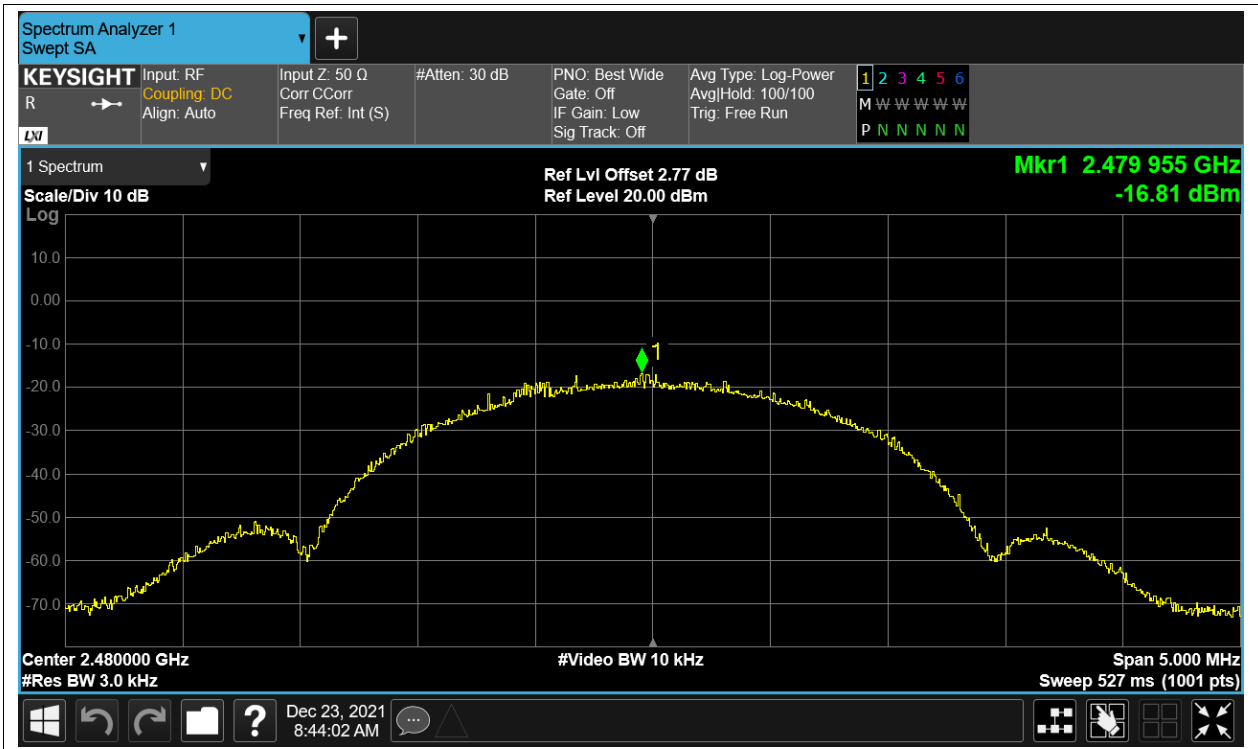 Spectrum Analyzer 1
Swept SA
KEYSIGHT
R
LXI
Input: RF
Coupling: DC
Align: Auto
Input Z: 50 Ω
Corr CCorr
Freq Ref: Int (S)
#Atten: 30 dB
PNO: Best Wide
Gate: Off
IF Gain: Low
Sig Track: Off
Avg Type: Log-Power
Avg|Hold: 100/100
Trig: Free Run
1 2 3 4 5 6
M W W W W W W
P N N N N N
1 Spectrum
Scale/Div 10 dB
Log
Ref Lvl Offset 2.77 dB
Ref Level 20.00 dBm
Mkr1 2.479 955 GHz
-16.81 dBm
10.0
0.00
-10.0
1
-20.0
-30.0
-40.0
-50.0
-60.0
-70.0
Center 2.480000 GHz
#Video BW 10 kHz
Span 5.000 MHz
#Res BW 3.0 kHz
Sweep 527 ms (1001 pts)
?
Dec 23, 2021
8:44:02 AM